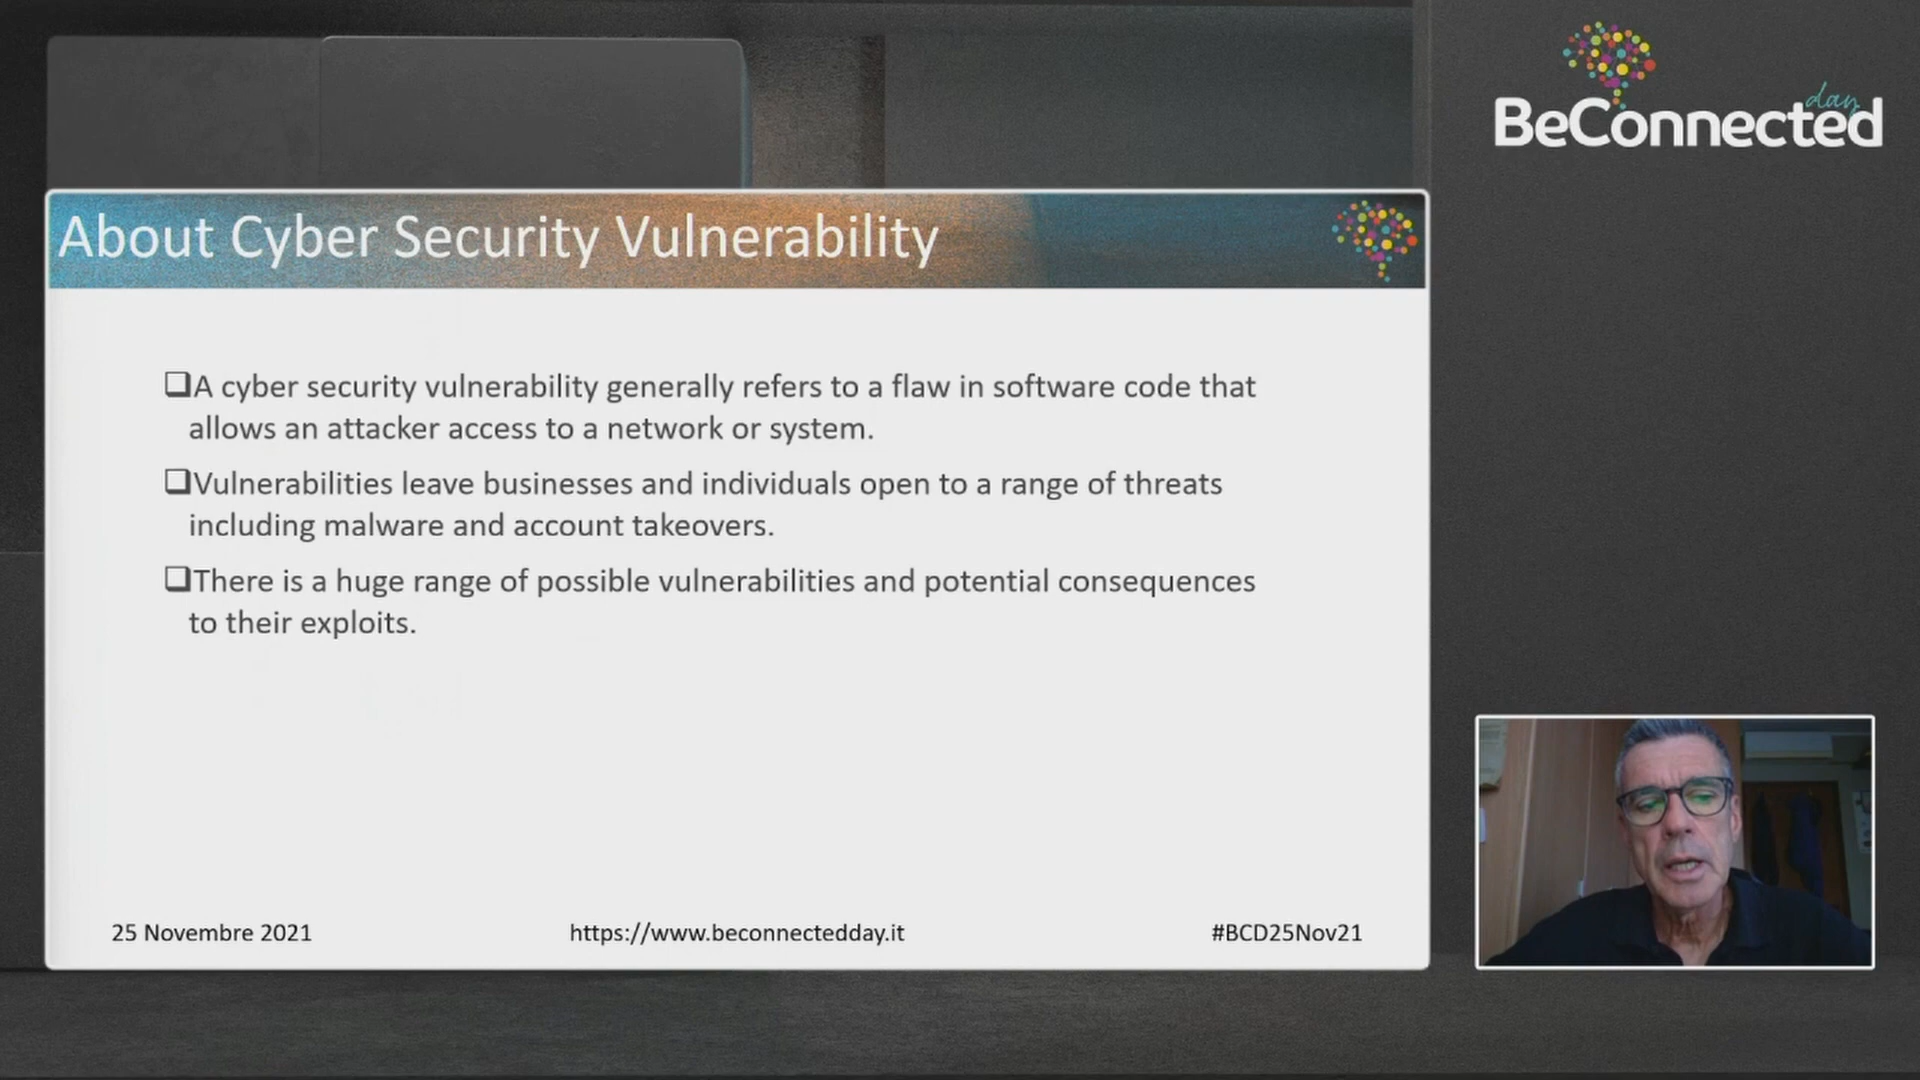 day
BeConnected
About Cyber Security Vulnerability
❑A cyber security vulnerability generally refers to a flaw in software code that
allows an attacker access to a network or system.
❑Vulnerabilities leave businesses and individuals open to a range of threats
including malware and account takeovers.
❑There is a huge range of possible vulnerabilities and potential consequences
to their exploits.
25 Novembre 2021
https://www.beconnectedday.it
#BCD25Nov21